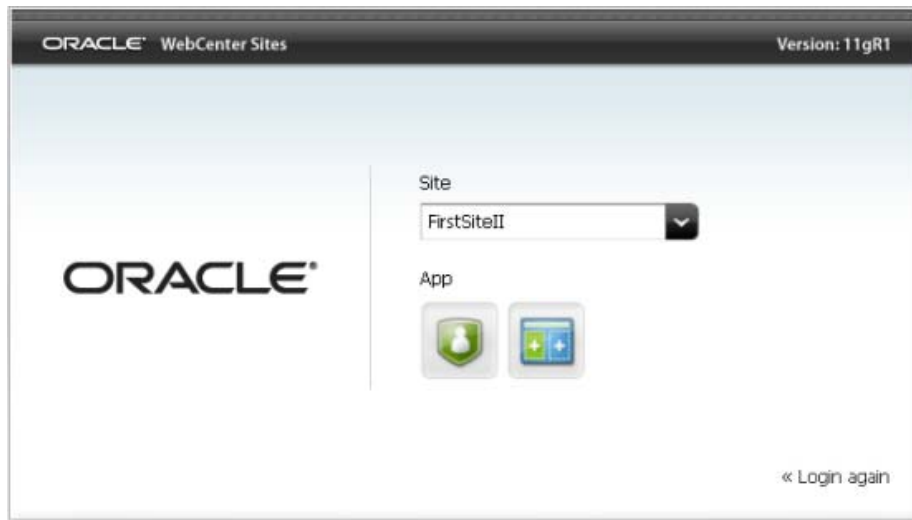 ORACLE® WebCenter Sites
Version: 11gR1
Site
FirstSiteII
ORACLE®
App
« Login again